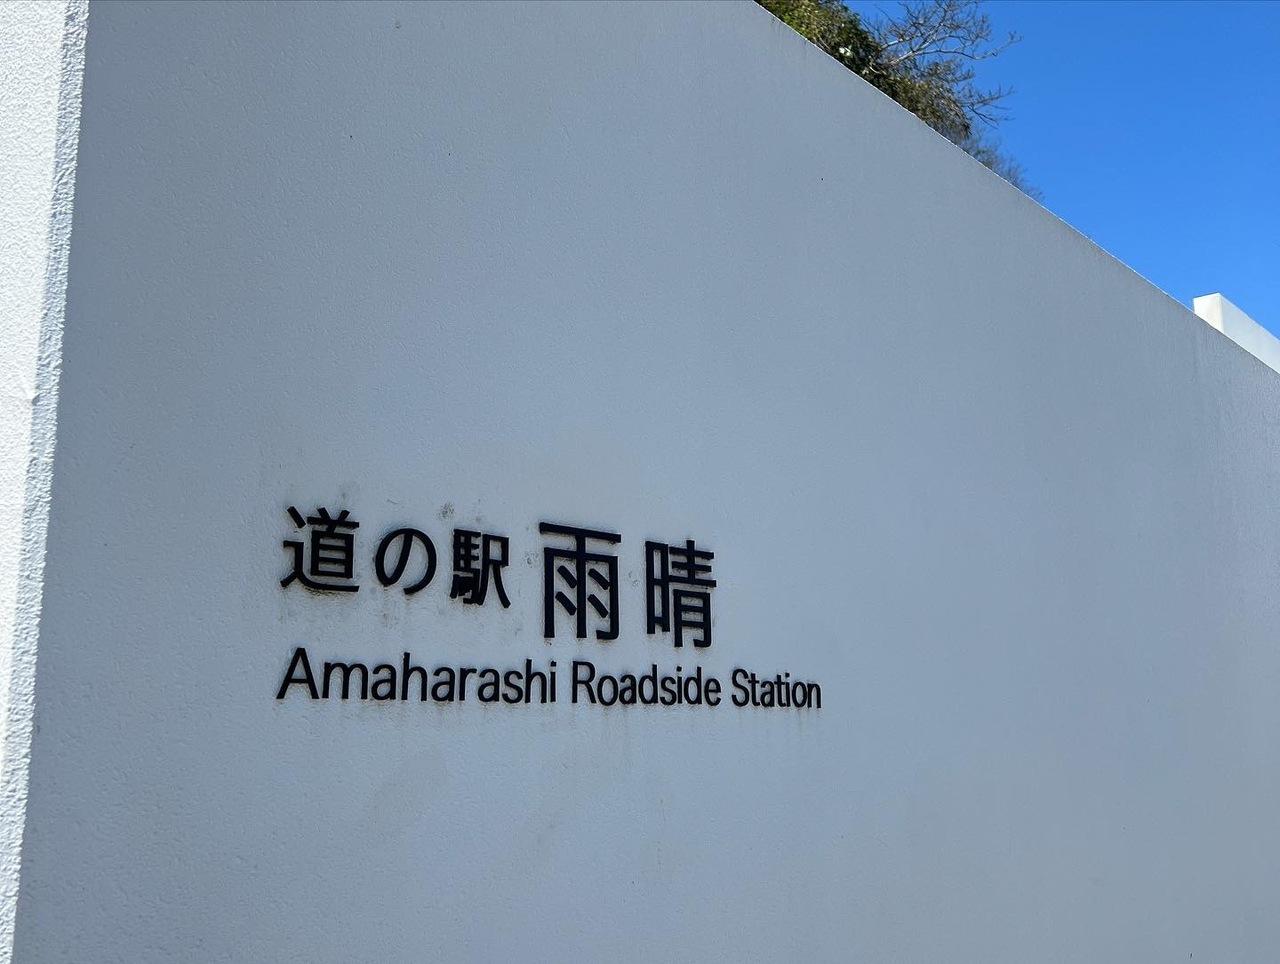 道の駅 雨晴
Amaharashi Roadside Station